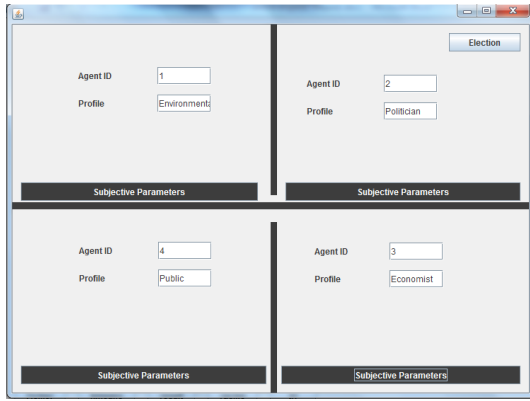 Election
Agent ID 1
Profile Environmenta
Agent ID 2
Profile Politician
Subjective Parameters
Subjective Parameters
Agent ID 4
Profile Public
Agent ID 3
Profile Economist
Subjective Parameters
Subjective Parameters